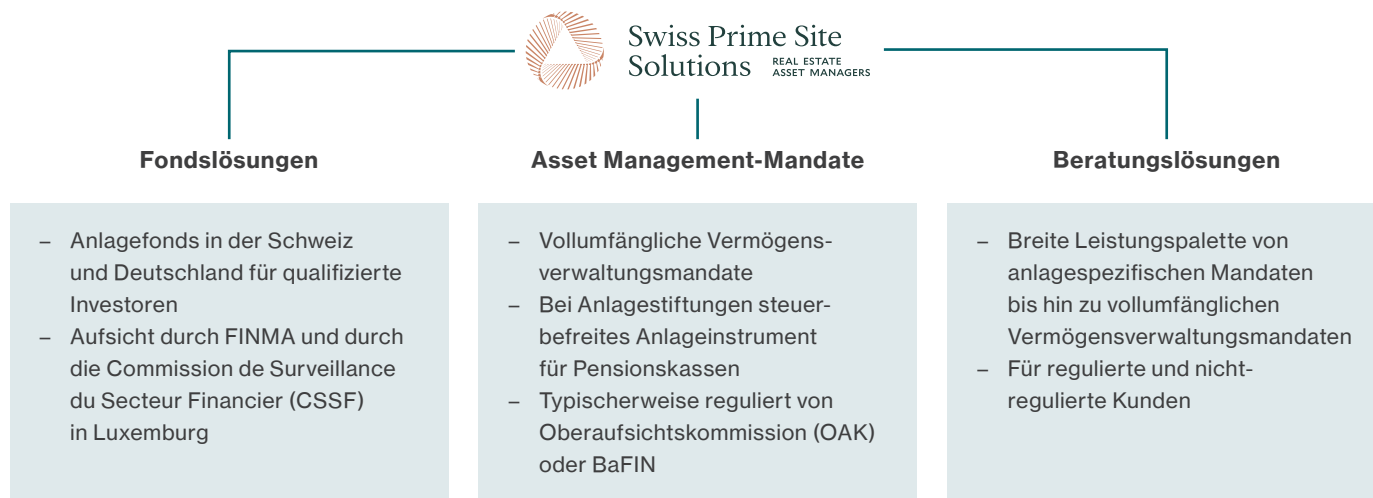 Swiss Prime Site
Solutions REAL ESTATE
ASSET MANAGERS
Fondslösungen
– Anlagefonds in der Schweiz
und Deutschland für qualifizierte
Investoren
– Aufsicht durch FINMA und durch
die Commission de Surveillance
du Secteur Financier (CSSF)
in Luxemburg
Asset Management-Mandate
– Vollumfängliche Vermögens-
verwaltungsmandate
– Bei Anlagestiftungen steuer-
befreites Anlageinstrument
für Pensionskassen
– Typischerweise reguliert von
Oberaufsichtskommission (OAK)
oder BaFIN
Beratungslösungen
– Breite Leistungspalette von
anlagespezifischen Mandaten
bis hin zu vollumfänglichen
Vermögensverwaltungsmandaten
– Für regulierte und nicht-
regulierte Kunden